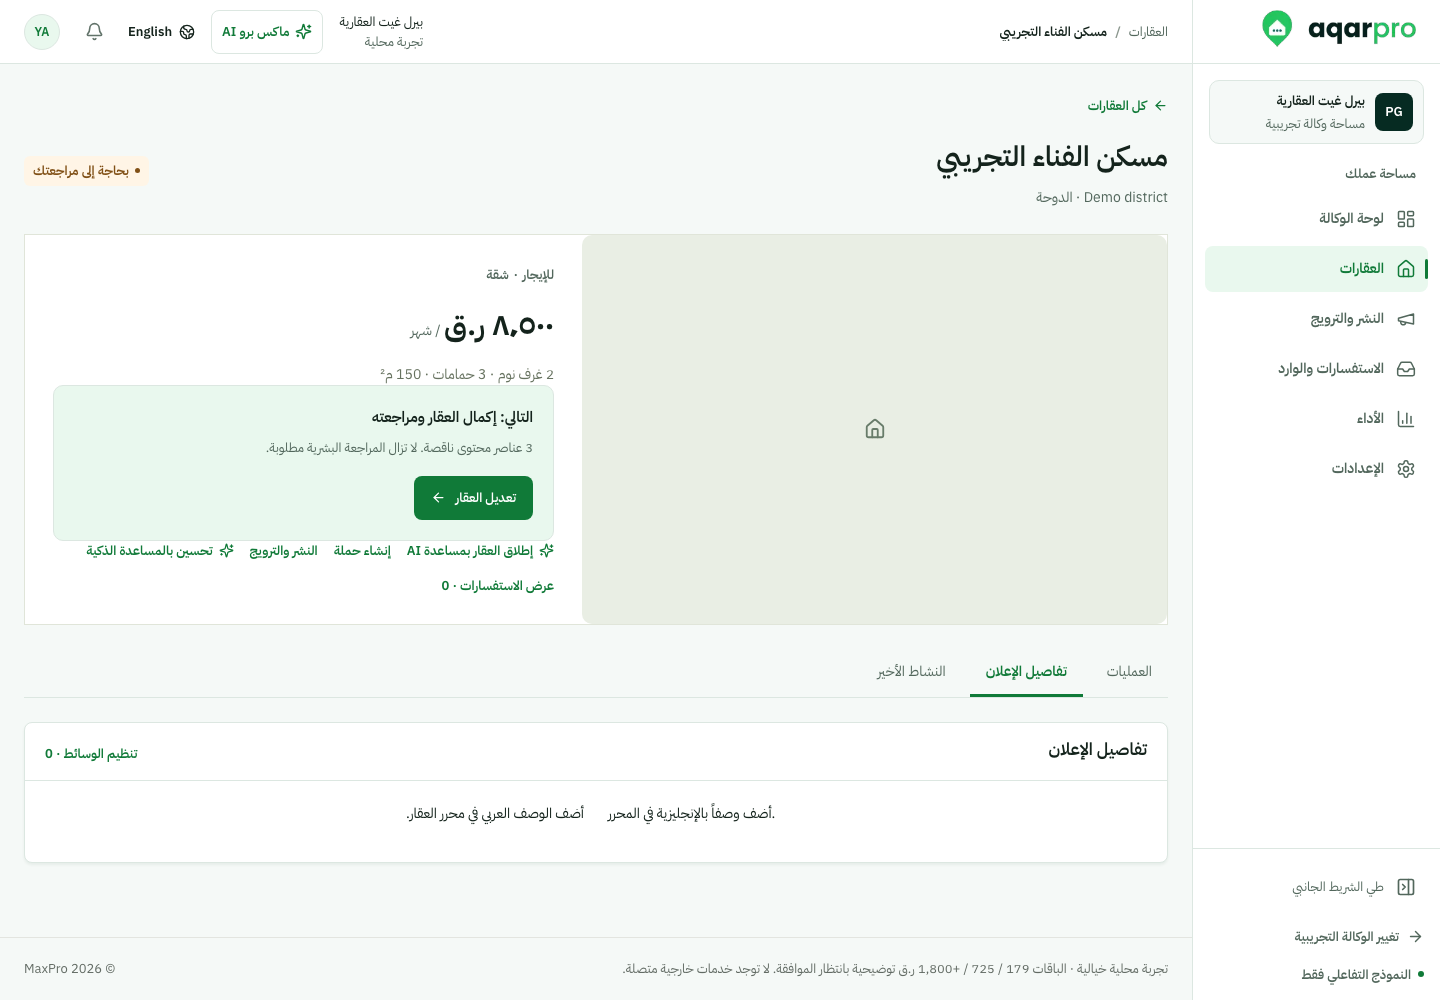 aqarpro
PG
بيرل غيت العقارية
مساحة وكالة تجريبية
مساحة عملك
لوحة الوكالة
العقارات
النشر والترويج
الاستفسارات والوارد
الأداء
الإعدادات
طي الشريط الجانبي
تغيير الوكالة التجريبية
النموذج التفاعلي فقط
العقارات / مسكن الفناء التجريبي
بيرل غيت العقارية
تجربة محلية
ماكس برو AI
English
YA
كل العقارات
مسكن الفناء التجريبي
Demo district · الدوحة
بحاجة إلى مراجعتك
للإيجار · شقة
٨٬٥٠٠ ر.ق / شهر
2 غرف نوم · 3 حمامات · 150 م²
التالي: إكمال العقار ومراجعته
3 عناصر محتوى ناقصة. لا تزال المراجعة البشرية مطلوبة.
تعديل العقار
إطلاق العقار بمساعدة AI
إنشاء حملة
النشر والترويج
تحسين بالمساعدة الذكية
عرض الاستفسارات · 0
العمليات
تفاصيل الإعلان
النشاط الأخير
تفاصيل الإعلان
تنظيم الوسائط · 0
أضف وصفاً بالإنجليزية في المحرر.
أضف الوصف العربي في محرر العقار.
تجربة محلية خيالية · الباقات 179 / 725 / +1,800 ر.ق توضيحية بانتظار الموافقة. لا توجد خدمات خارجية متصلة.
© 2026 MaxPro